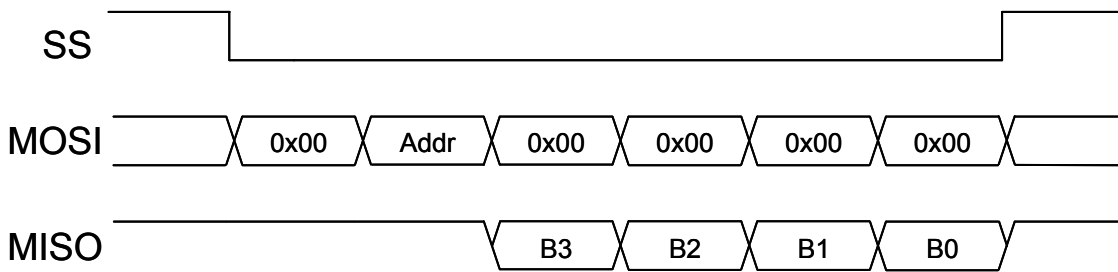 SS
MOSI 0x00 Addr 0x00 0x00 0x00 0x00
MISO B3 B2 B1 B0